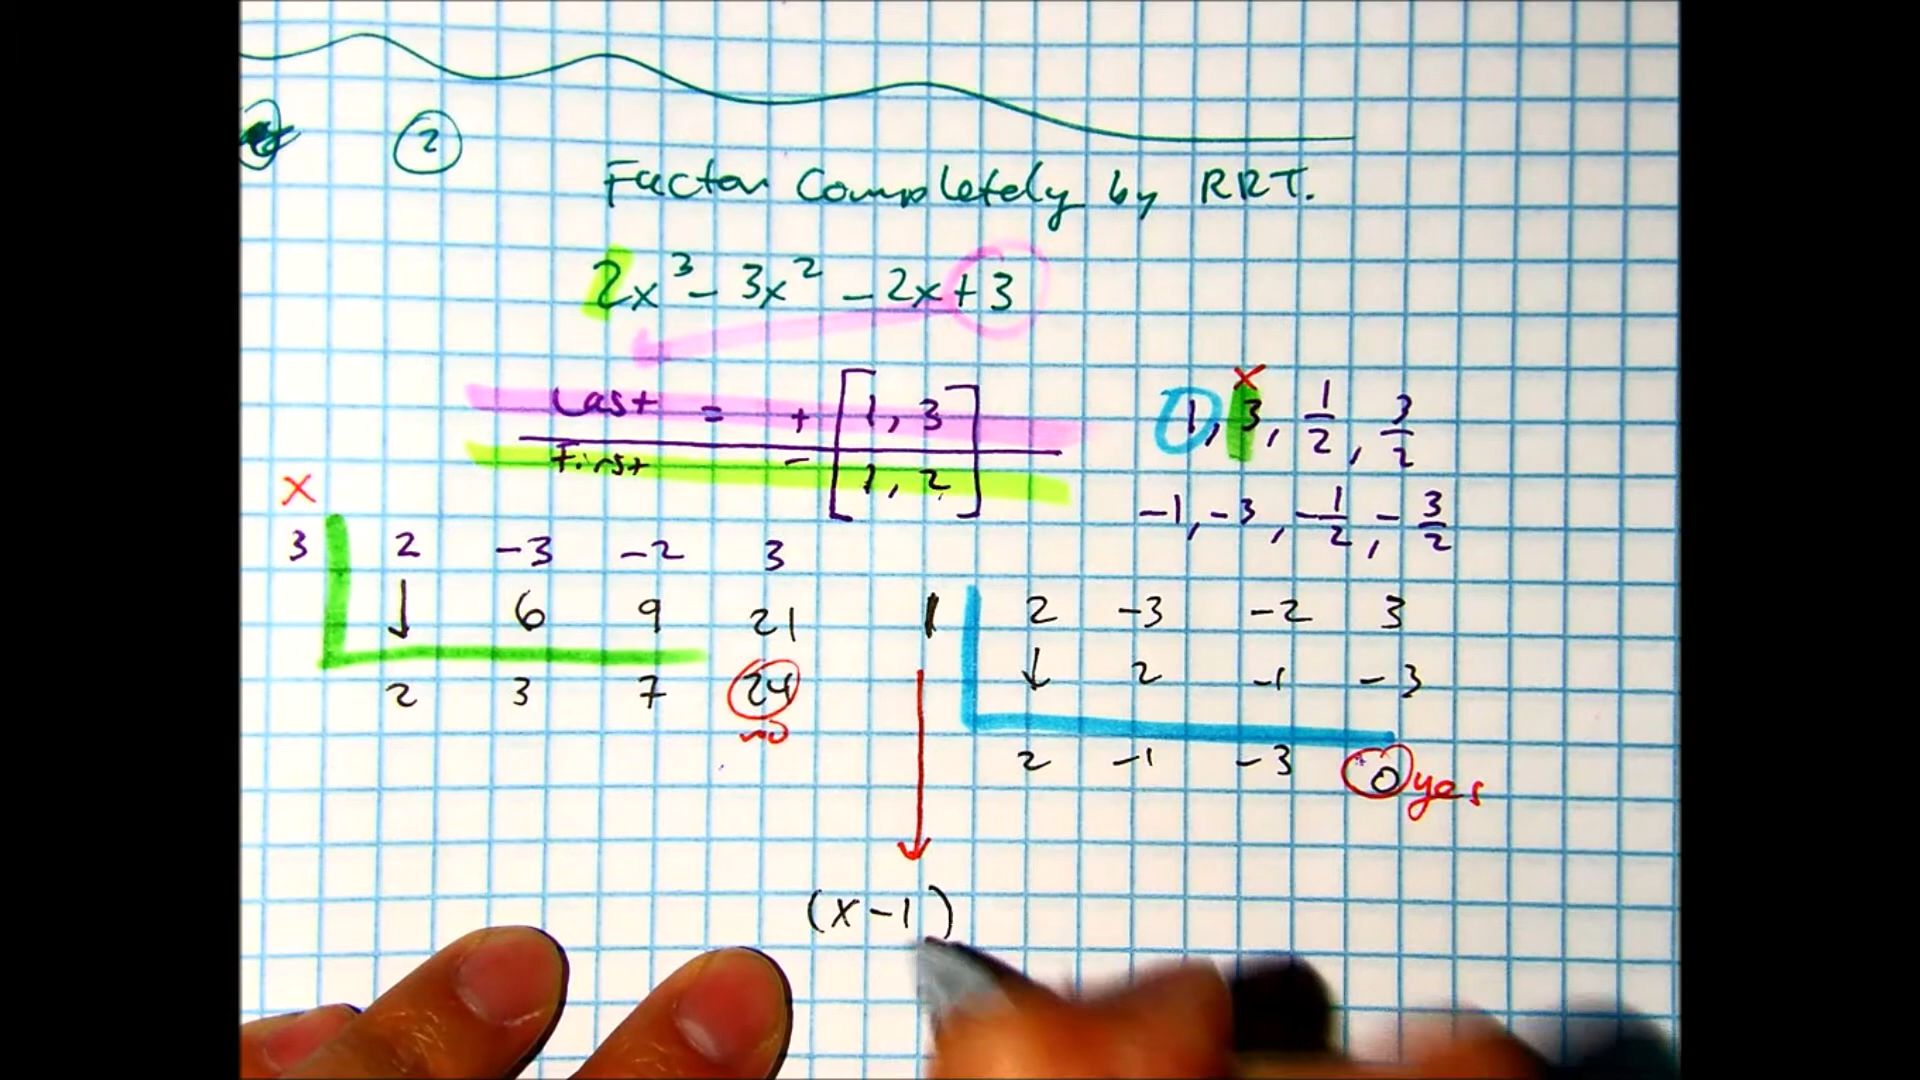 2
Factor Completely by RRT.
2x³ - 3x² - 2x + 3
Last = + [1, 3]
First - [1, 2]
x
1, 3, 1/2, 3/2
-1, -3, -1/2, -3/2
x
3 2 -3 -2 3
↓ 6 9 21
2 3 7 24
no
1 2 -3 -2 3
↓ 2 -1 -3
2 -1 -3 0 yes
(x-1)